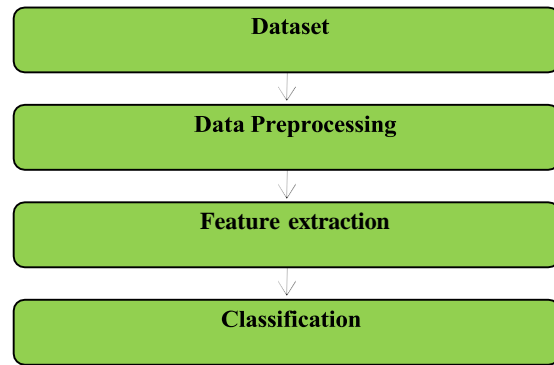 Dataset
Data Preprocessing
Feature extraction
Classification